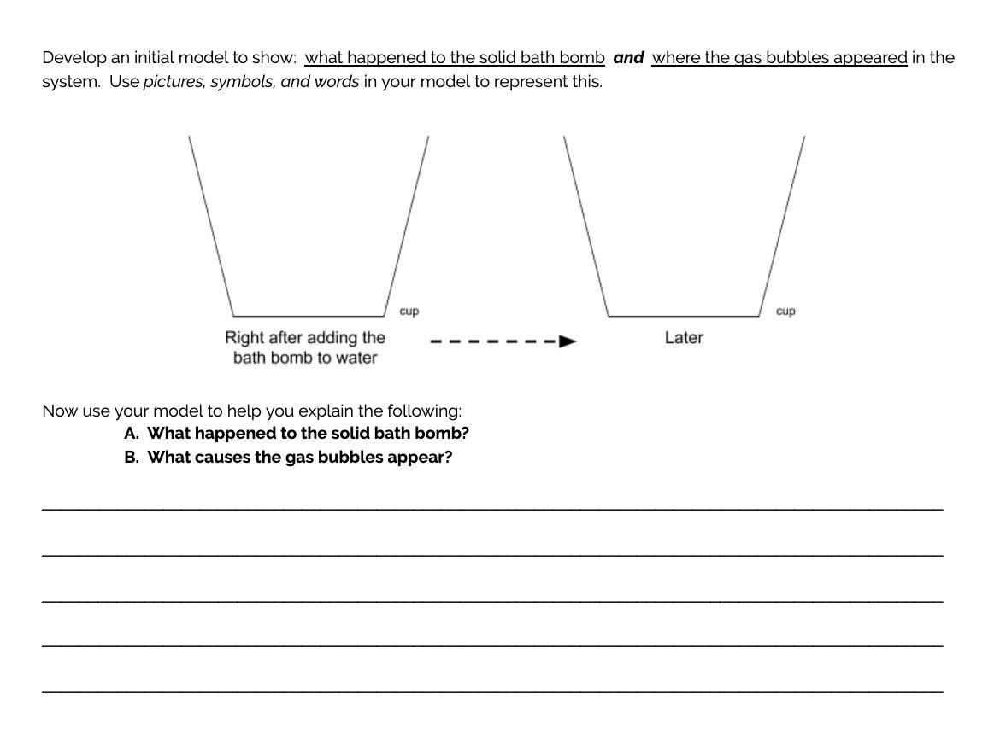 Develop an initial model to show: what happened to the solid bath bomb and where the gas bubbles appeared in the
system. Use pictures, symbols, and words in your model to represent this.
cup
cup
Right after adding the
bath bomb to water
Later
Now use your model to help you explain the following:
A. What happened to the solid bath bomb?
B. What causes the gas bubbles appear?